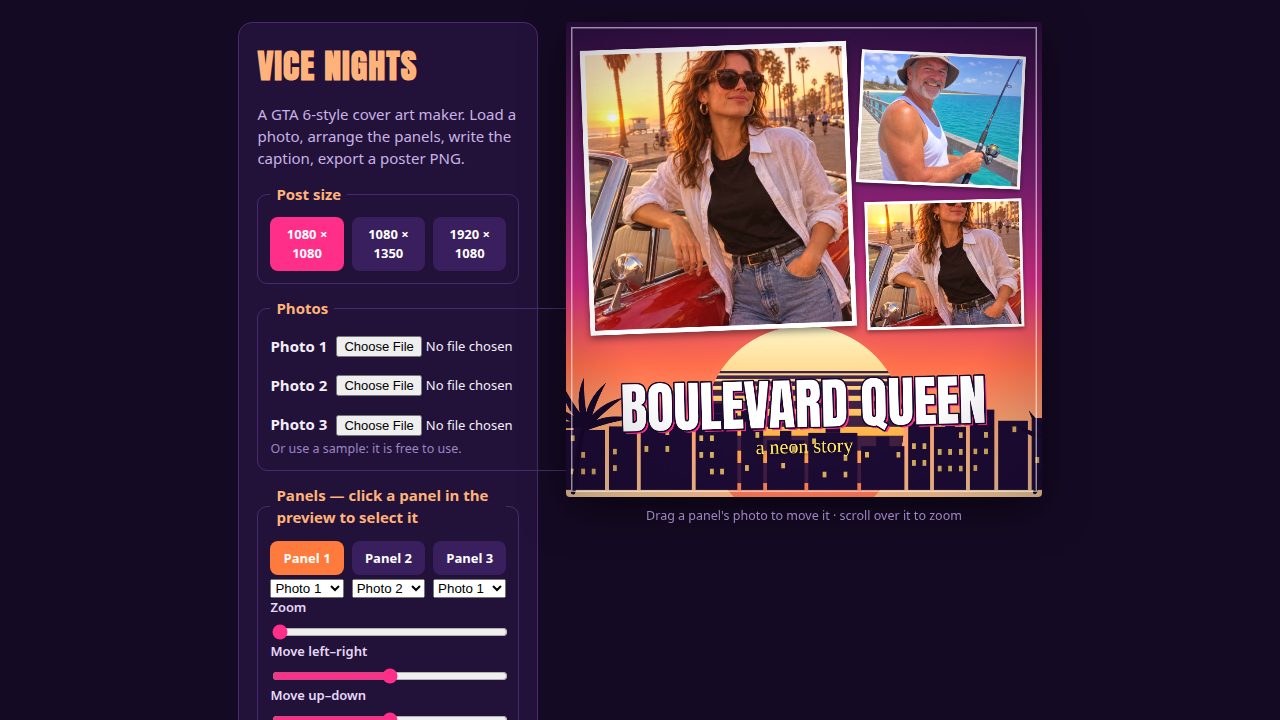 VICE NIGHTS
A GTA 6-style cover art maker. Load a
photo, arrange the panels, write the
caption, export a poster PNG.
Post size
1080 ×
1080
1080 ×
1350
1920 ×
1080
Photos
Photo 1 Choose File No file chosen
Photo 2 Choose File No file chosen
Photo 3 Choose File No file chosen
Or use a sample: it is free to use.
Panels — click a panel in the
preview to select it
Panel 1 Panel 2 Panel 3
Photo 1 Photo 2 Photo 1
Zoom
Move left–right
Move up–down
BOULEVARD QUEEN
a neon story
Drag a panel's photo to move it · scroll over it to zoom